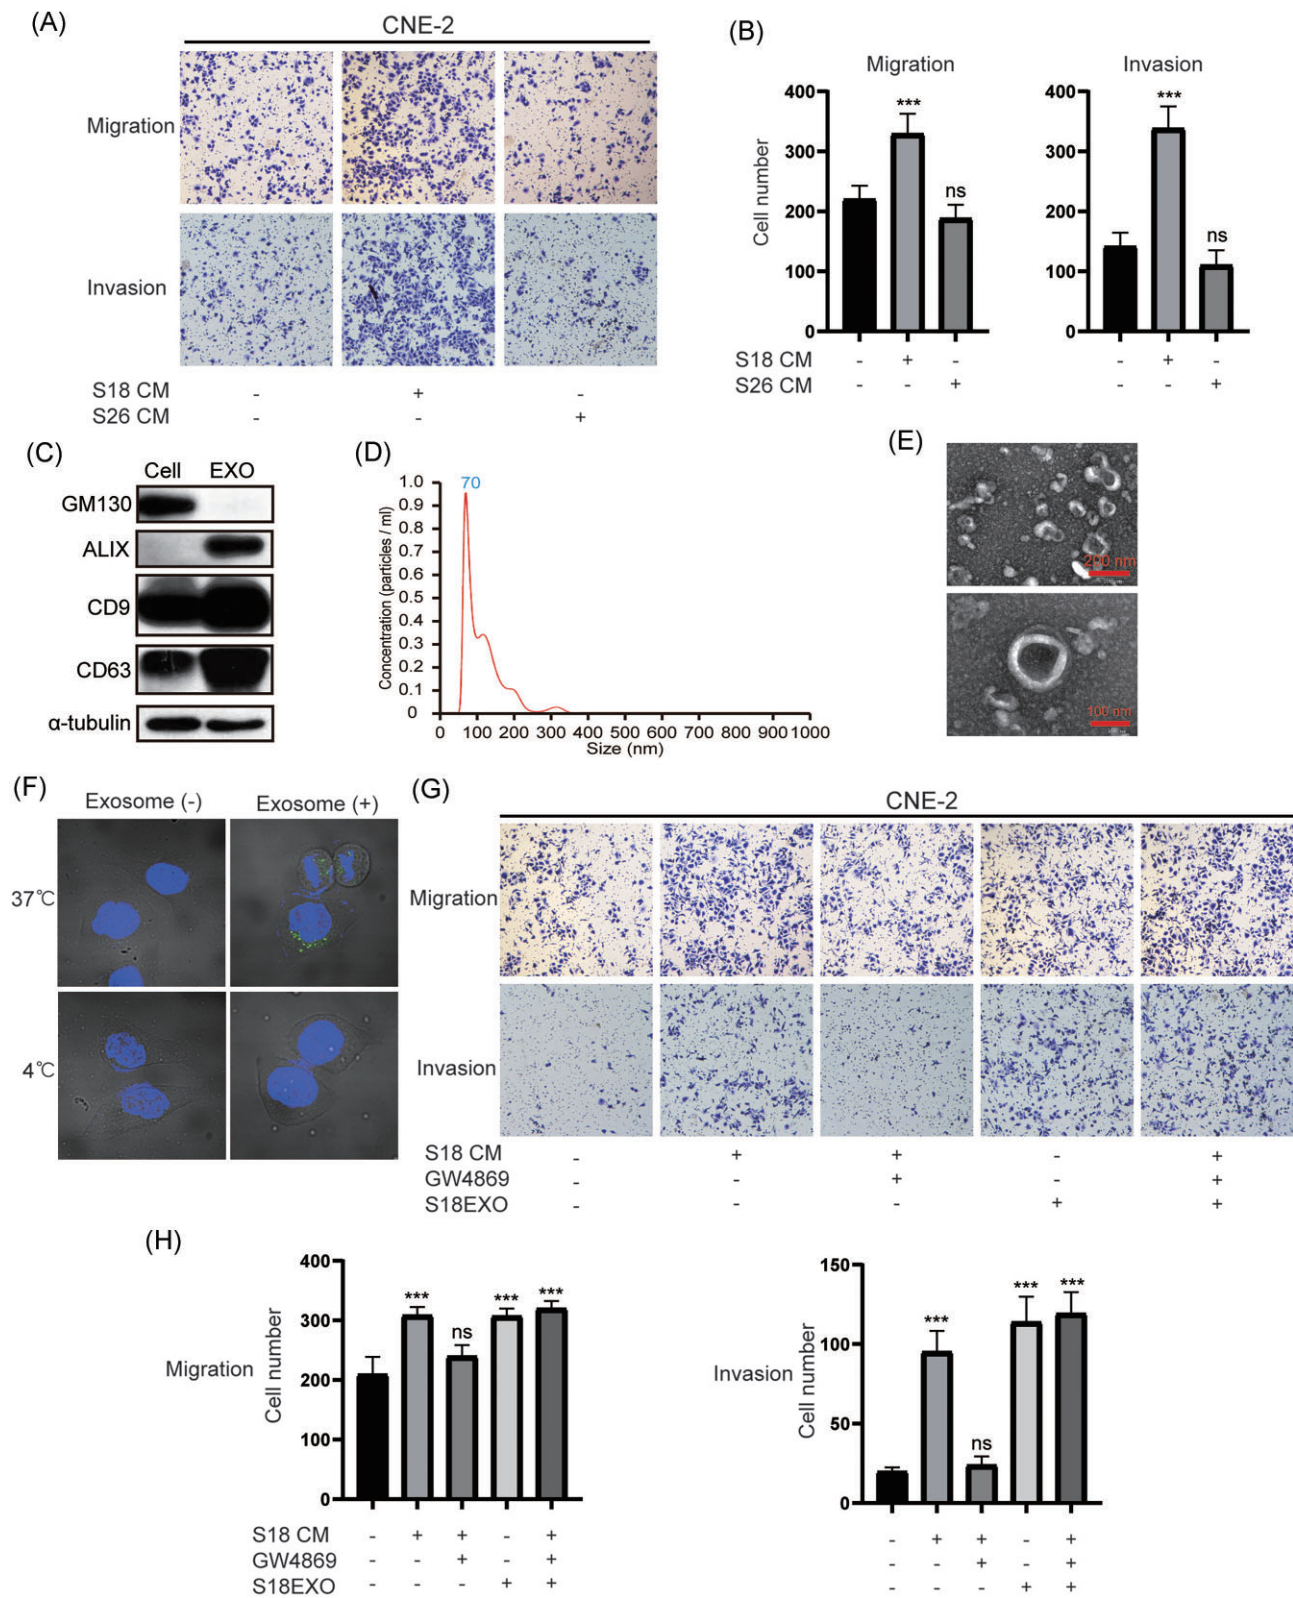 (A)
CNE-2
Migration
Invasion
S18 CM - + -
S26 CM - - +
(B)
Migration
Invasion
Cell number
400
300
200
100
0
***
ns
400
300
200
100
0
***
ns
S18 CM - + - - + -
S26 CM - - + - - +
(C)
Cell EXO
GM130
ALIX
CD9
CD63
α-tubulin
(D)
Concentration (particles / ml)
70
1.0
0.9
0.8
0.7
0.6
0.5
0.4
0.3
0.2
0.1
0
0 100 200 300 400 500 600 700 800 900 1000
Size (nm)
(E)
200 nm
100 nm
(F)
Exosome (-) Exosome (+)
37℃
4℃
(G)
CNE-2
Migration
Invasion
S18 CM - + + - +
GW4869 - - + - +
S18EXO - - - + +
(H)
Migration
Cell number
400
300
200
100
0
*** ns *** ***
S18 CM - + + - +
GW4869 - - + - +
S18EXO - - - + +
Invasion
Cell number
150
100
50
0
*** ns *** ***
- + + - +
- - + - +
- - - + +